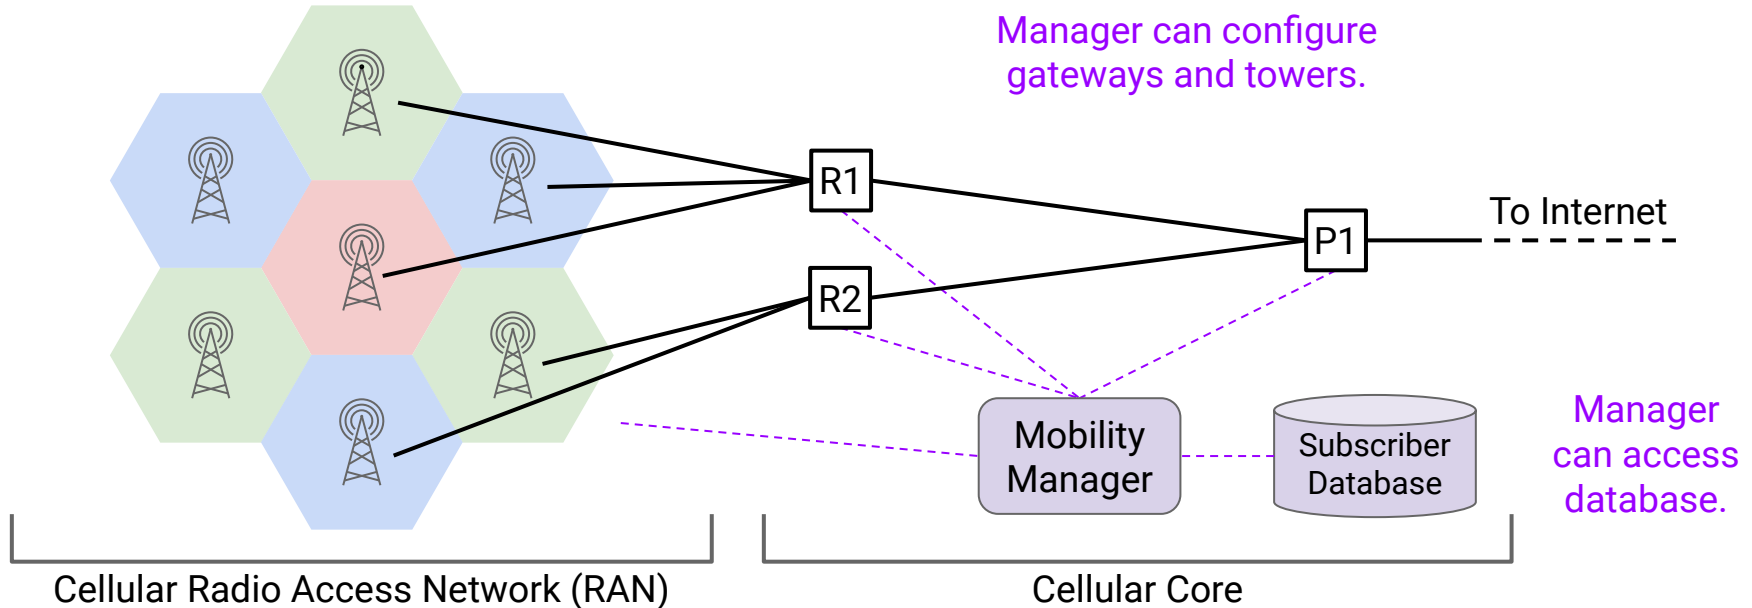 Manager can configure
gateways and towers.
R1
To Internet
P1
R2
Mobility
Manager
Subscriber
Database
Manager
can access
database.
Cellular Radio Access Network (RAN)
Cellular Core